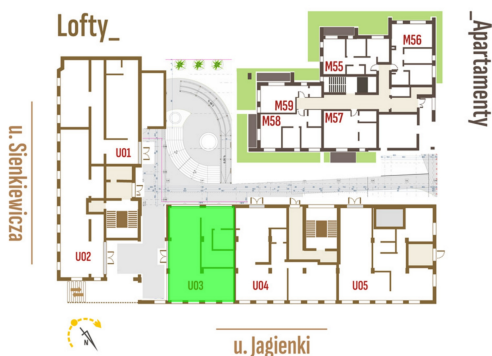 Lofty_
_Apartamenty
M56
M55
M59
M58
M57
u. Sienkiewicza
U01
U02
U03
U04
U05
N
u. Jagienki